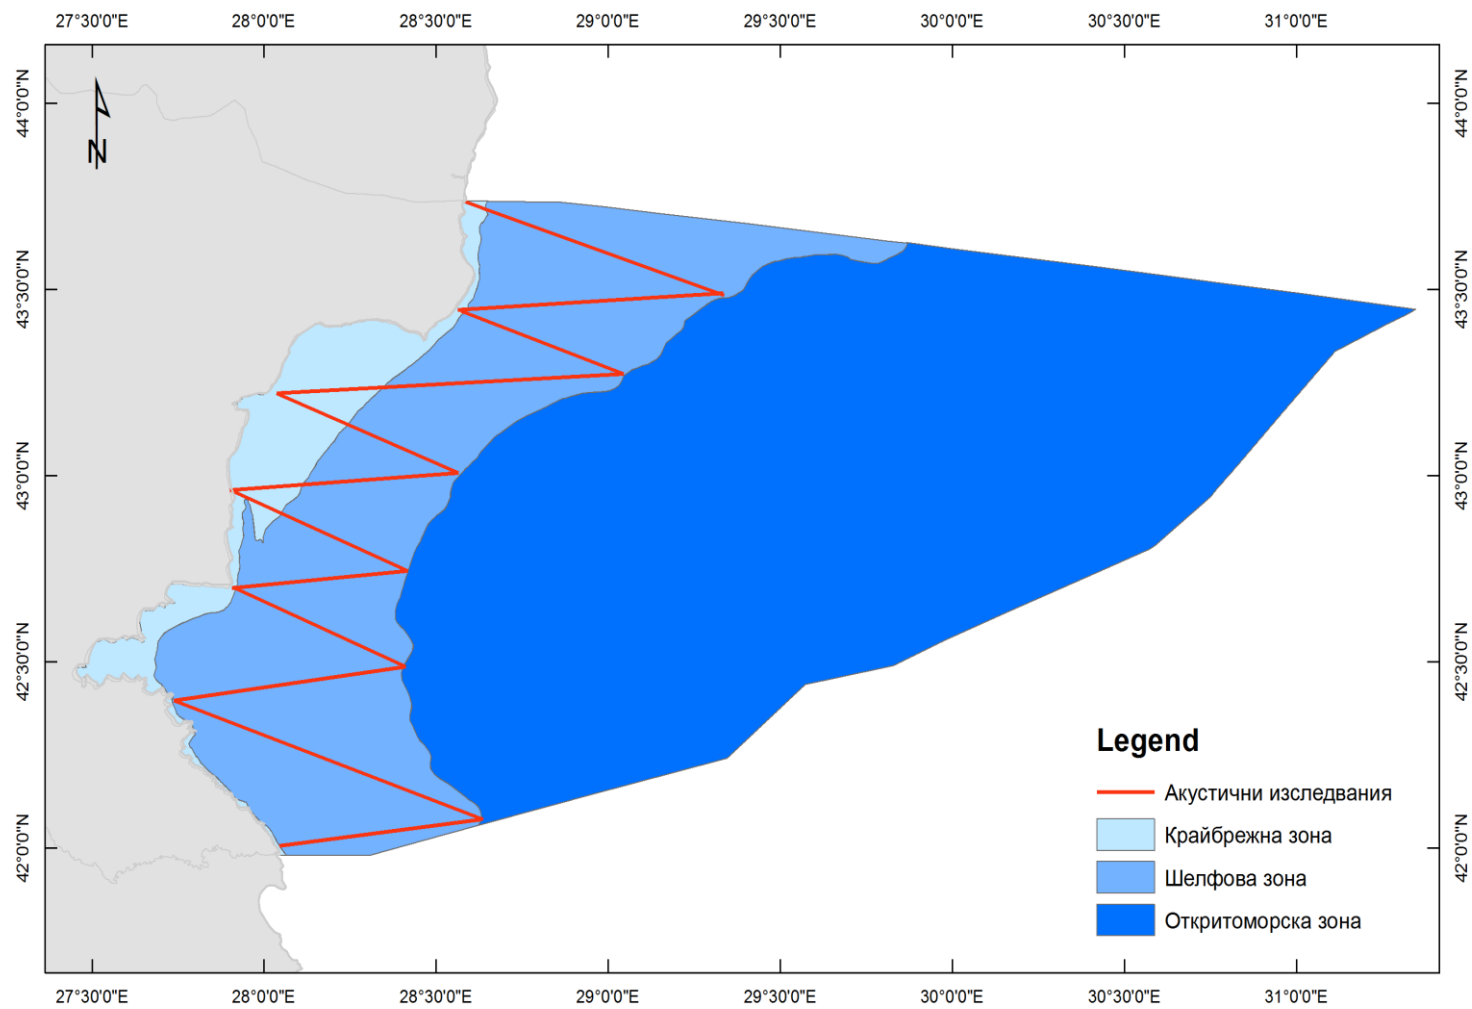 27°30'0"E 28°0'0"E 28°30'0"E 29°0'0"E 29°30'0"E 30°0'0"E 30°30'0"E 31°0'0"E
44°0'0"N 44°0'0"N
N
43°30'0"N 43°30'0"N
43°0'0"N 43°0'0"N
42°30'0"N 42°30'0"N
Legend
Акустични изследвания
Крайбрежна зона
42°0'0"N 42°0'0"N
Шелфова зона
Откритоморска зона
27°30'0"E 28°0'0"E 28°30'0"E 29°0'0"E 29°30'0"E 30°0'0"E 30°30'0"E 31°0'0"E